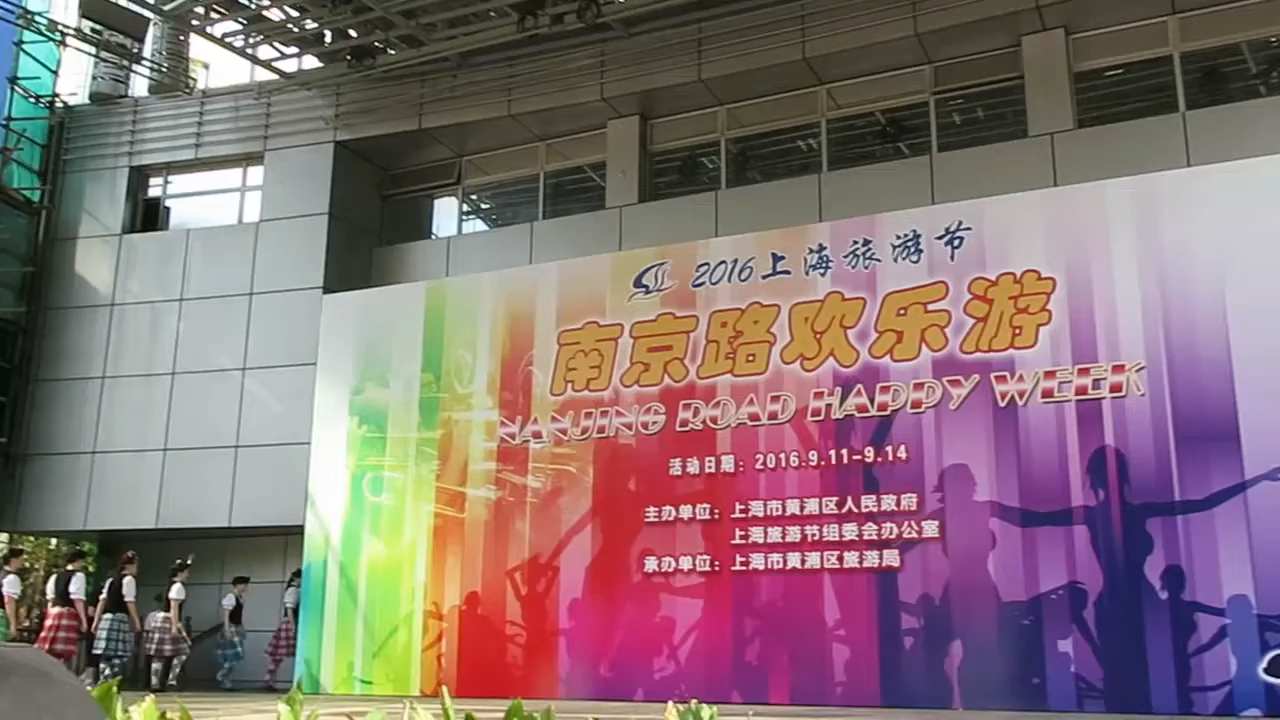 2016上海旅游节
南京路欢乐游
NANJING ROAD HAPPY WEEK
活动日期：2016.9.11-9.14
主办单位：上海市黄浦区人民政府
上海旅游节组委会办公室
承办单位：上海市黄浦区旅游局